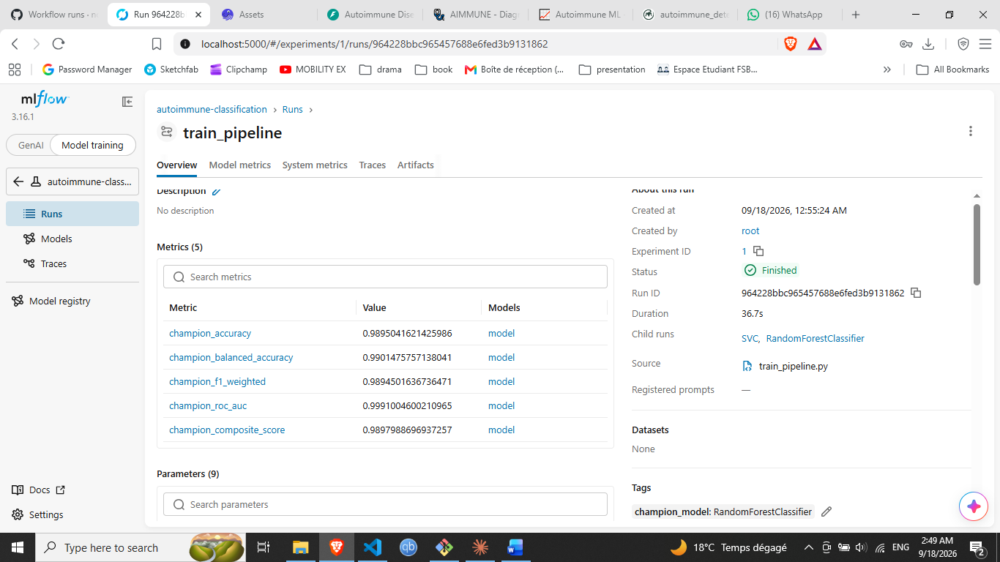 Workflow runs · n
Run 964228b
Assets
Autoimmune Dise
AIMMUNE - Diagn
Autoimmune ML
autoimmune_dete
(16) WhatsApp
localhost:5000/#/experiments/1/runs/964228bbc965457688e6fed3b9131862
Password Manager
Sketchfab
Clipchamp
MOBILITY EX
drama
book
Boîte de réception (...
presentation
Espace Etudiant FSB...
All Bookmarks
mlflow
3.16.1
GenAI
Model training
autoimmune-class...
Runs
Models
Traces
Model registry
Docs
Settings
autoimmune-classification > Runs >
train_pipeline
Overview
Model metrics
System metrics
Traces
Artifacts
Description
No description
Metrics (5)
Search metrics
Metric Value Models
champion_accuracy 0.9895041621425986 model
champion_balanced_accuracy 0.9901475757138041 model
champion_f1_weighted 0.9894501636736471 model
champion_roc_auc 0.9991004600210965 model
champion_composite_score 0.9897988696937257 model
Parameters (9)
Search parameters
About this run
Created at 09/18/2026, 12:55:24 AM
Created by root
Experiment ID 1
Status Finished
Run ID 964228bbc965457688e6fed3b9131862
Duration 36.7s
Child runs SVC, RandomForestClassifier
Source train_pipeline.py
Registered prompts —
Datasets
None
Tags
champion_model: RandomForestClassifier
Type here to search
qb
18°C Temps dégagé
ENG
2:49 AM
9/18/2026
2